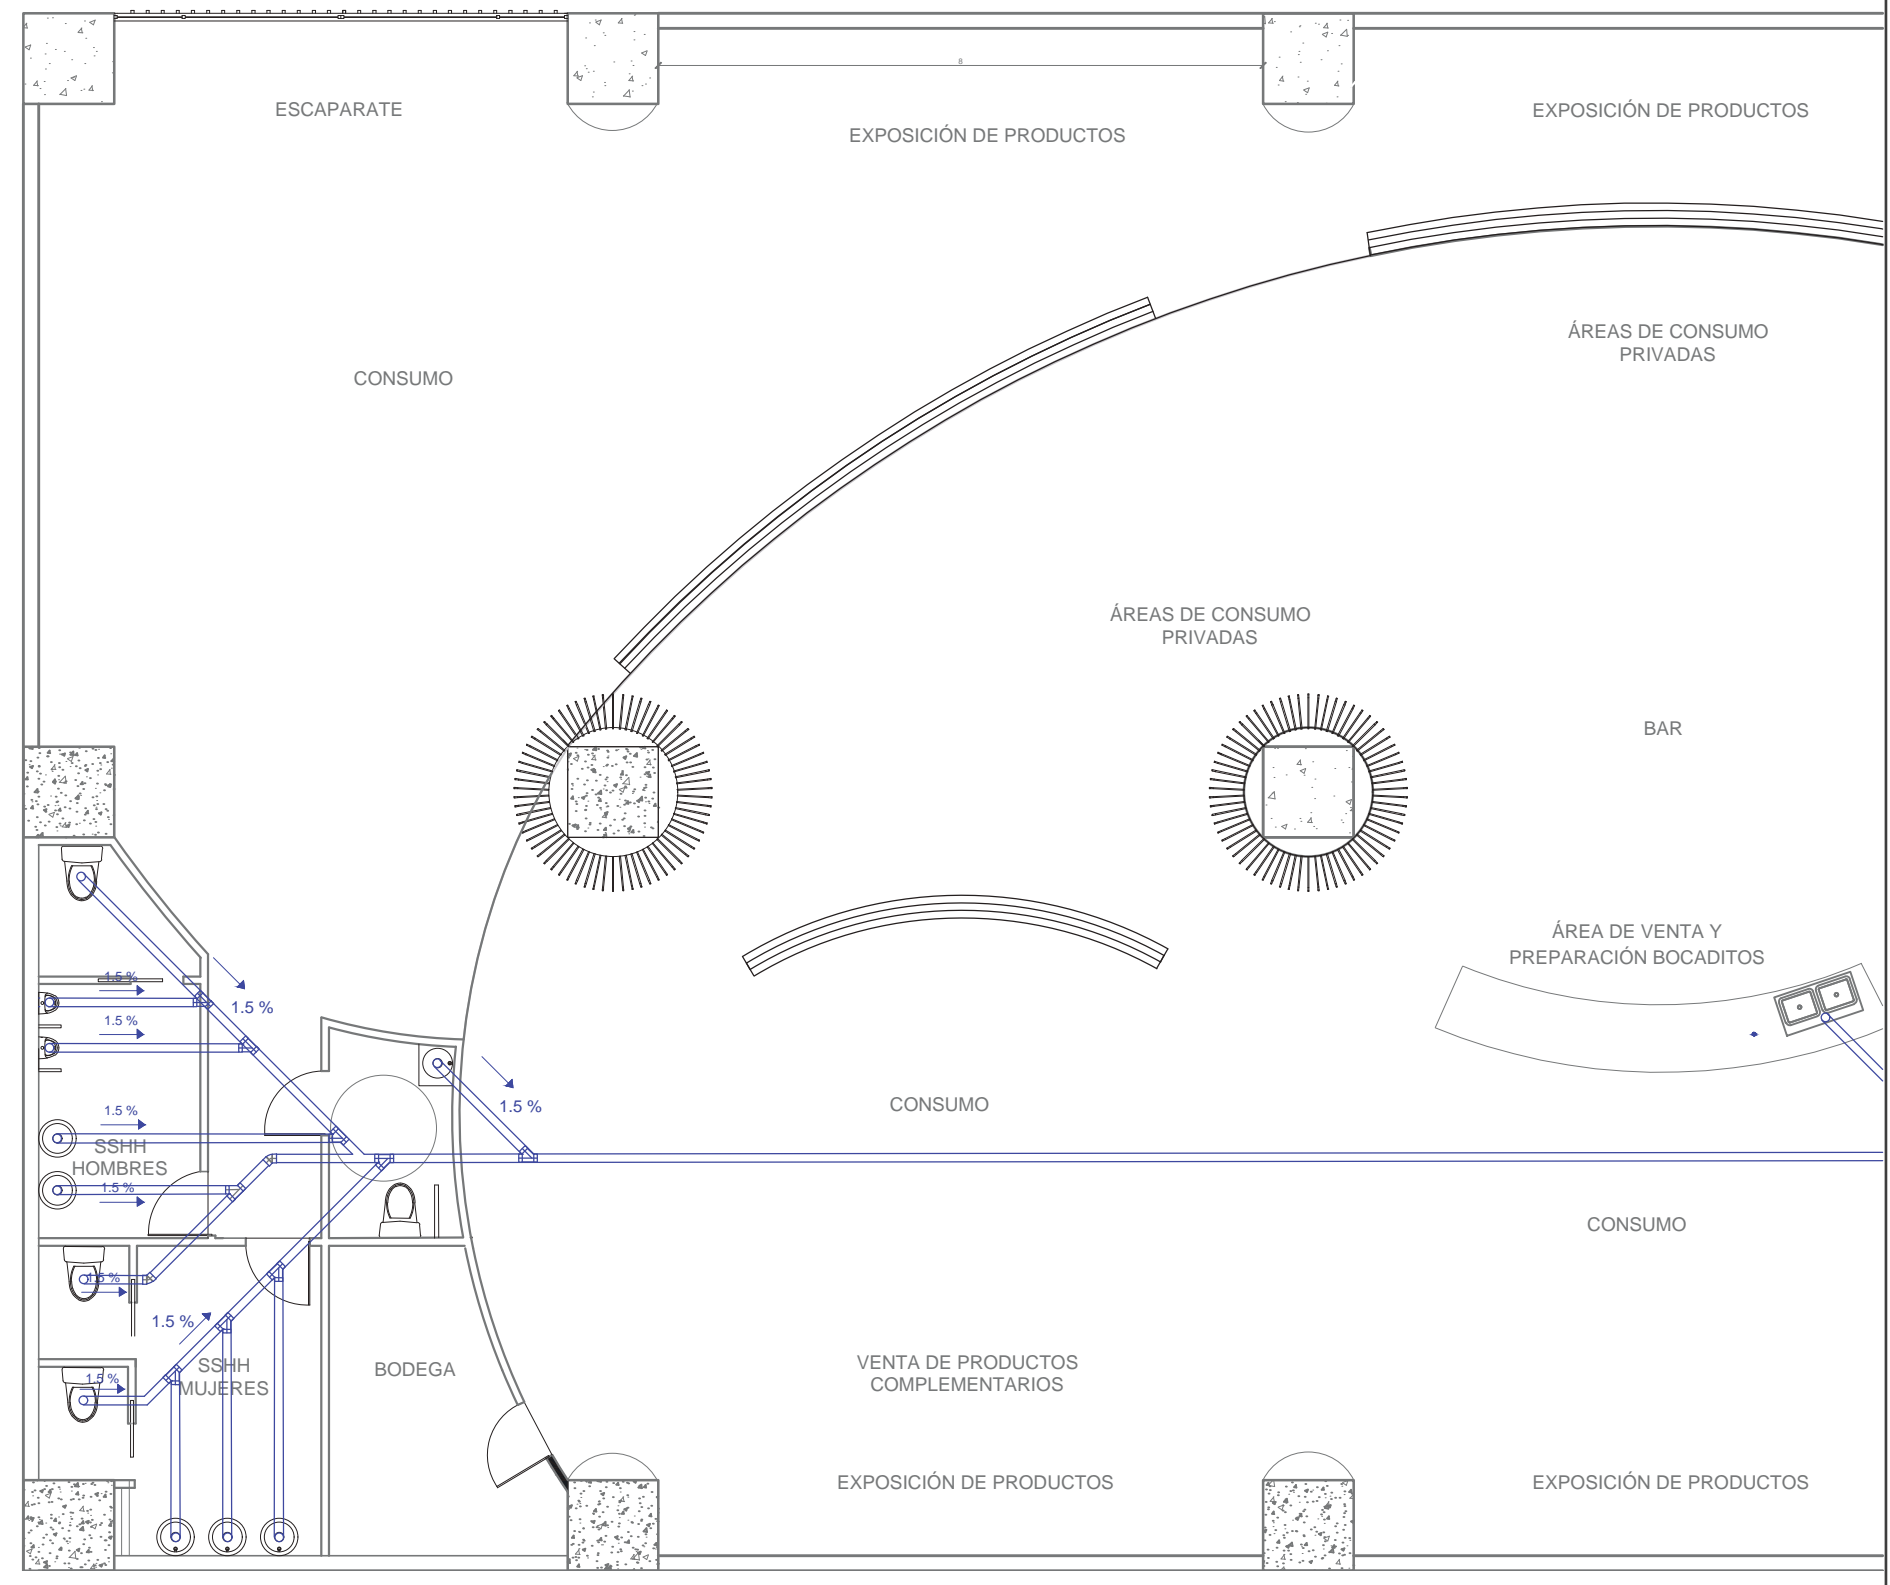 8
ESCAPARATE
EXPOSICIÓN DE PRODUCTOS
EXPOSICIÓN DE PRODUCTOS
ÁREAS DE CONSUMO
PRIVADAS
CONSUMO
ÁREAS DE CONSUMO
PRIVADAS
BAR
ÁREA DE VENTA Y
PREPARACIÓN BOCADITOS
1.5 %
1.5 %
1.5 %
1.5 %
1.5 %
CONSUMO
SSHH
HOMBRES
1.5 %
CONSUMO
1.5 %
1.5 %
SSHH
MUJERES
1.5 %
BODEGA
VENTA DE PRODUCTOS
COMPLEMENTARIOS
EXPOSICIÓN DE PRODUCTOS
EXPOSICIÓN DE PRODUCTOS